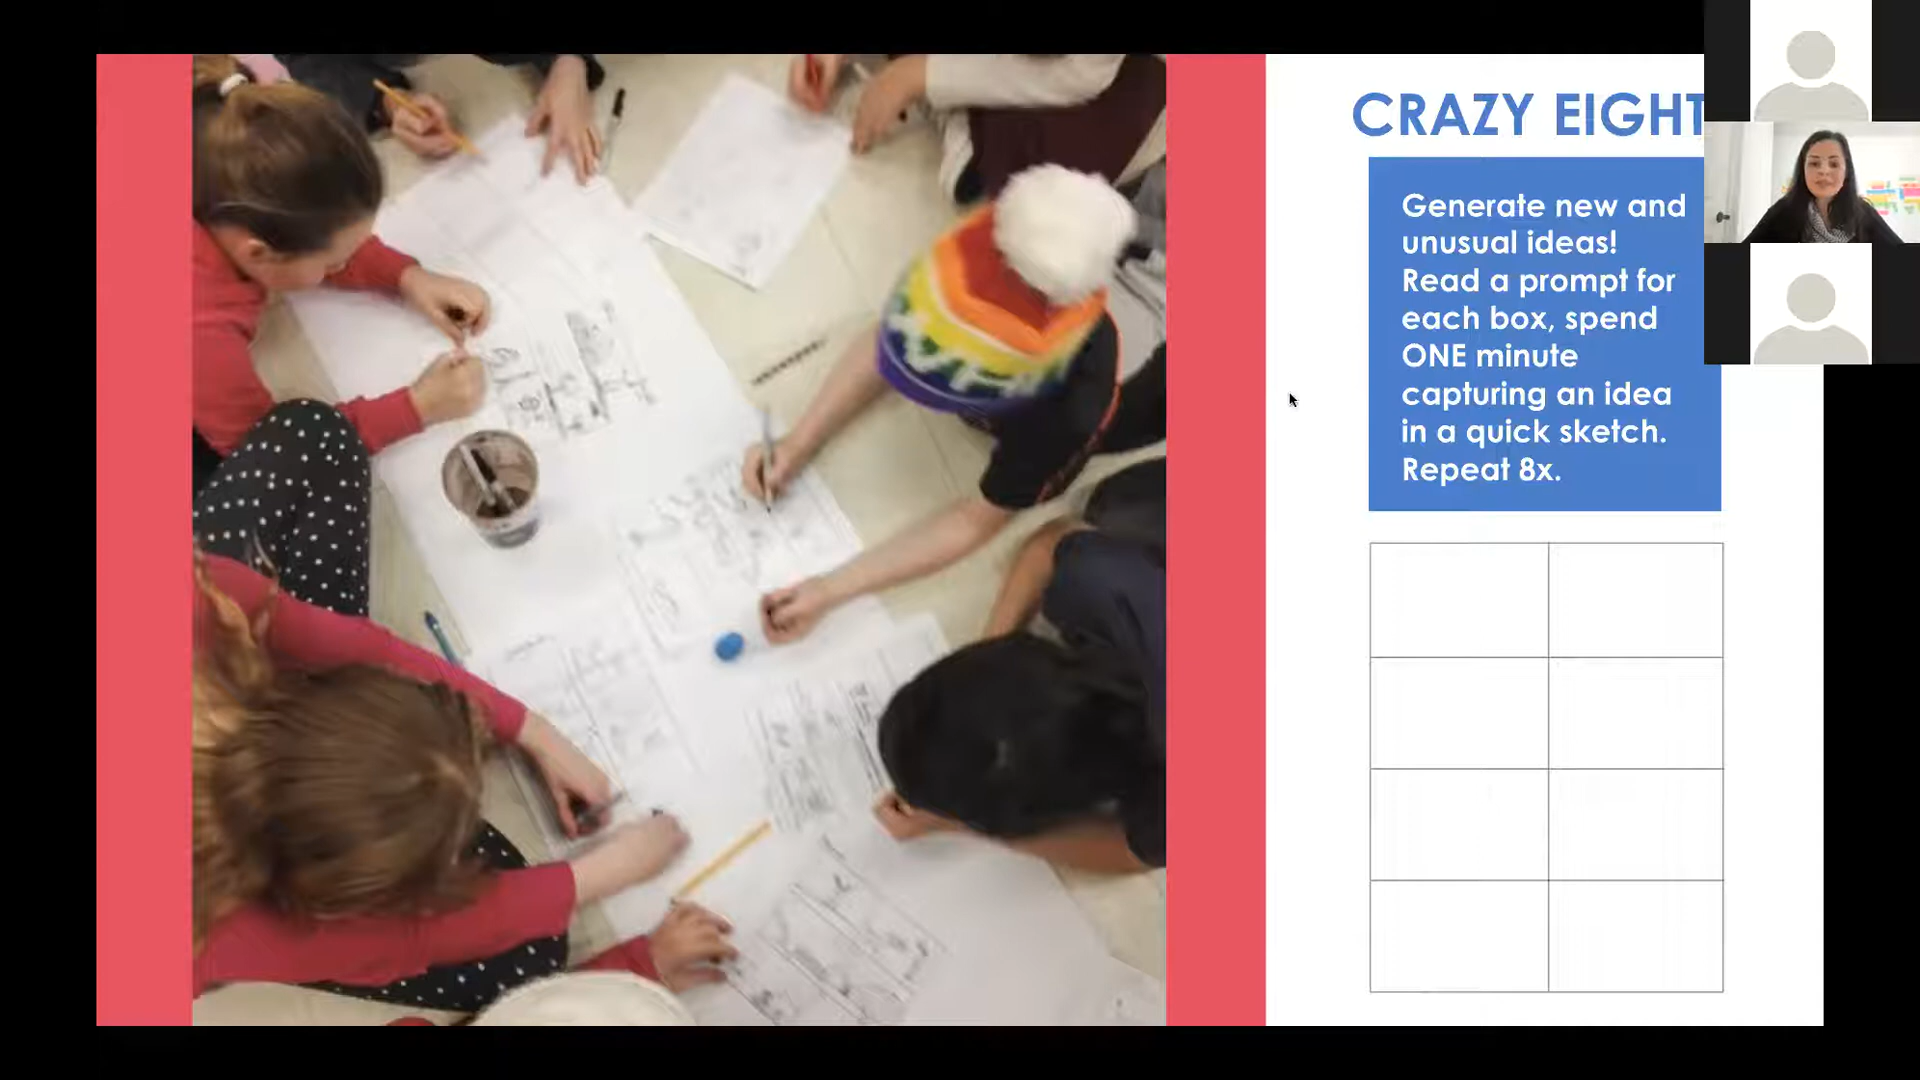 CRAZY EIGHT
Generate new and
unusual ideas!
Read a prompt for
each box, spend
ONE minute
capturing an idea
in a quick sketch.
Repeat 8x.